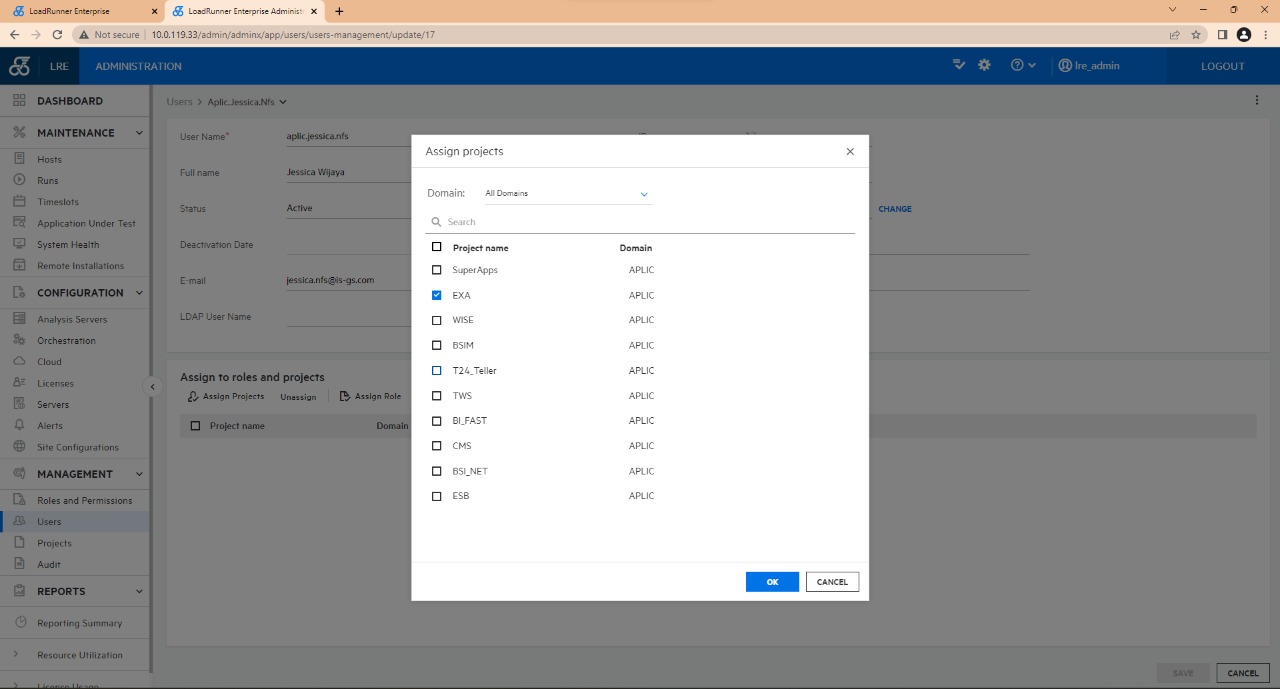 LoadRunner Enterprise
LoadRunner Enterprise Administ
Not secure
10.0.119.33/admin/adminx/app/users/users-management/update/17
LRE
ADMINISTRATION
lre_admin
LOGOUT
DASHBOARD
MAINTENANCE
Hosts
Runs
Timeslots
Application Under Test
System Health
Remote Installations
CONFIGURATION
Analysis Servers
Orchestration
Cloud
Licenses
Servers
Alerts
Site Configurations
MANAGEMENT
Roles and Permissions
Users
Projects
Audit
REPORTS
Reporting Summary
Resource Utilization
License Usage
Users > Aplic.Jessica.Nfs
User Name* aplic.jessica.nfs
Full name Jessica Wijaya
Status Active CHANGE
Deactivation Date
E-mail jessica.nfs@is-gs.com
LDAP User Name
Assign to roles and projects
Assign Projects Unassign Assign Role
Project name Domain
Assign projects
Domain: All Domains
Search
Project name Domain
SuperApps APLIC
EXA APLIC
WISE APLIC
BSIM APLIC
T24_Teller APLIC
TWS APLIC
BI_FAST APLIC
CMS APLIC
BSI_NET APLIC
ESB APLIC
OK CANCEL
SAVE CANCEL